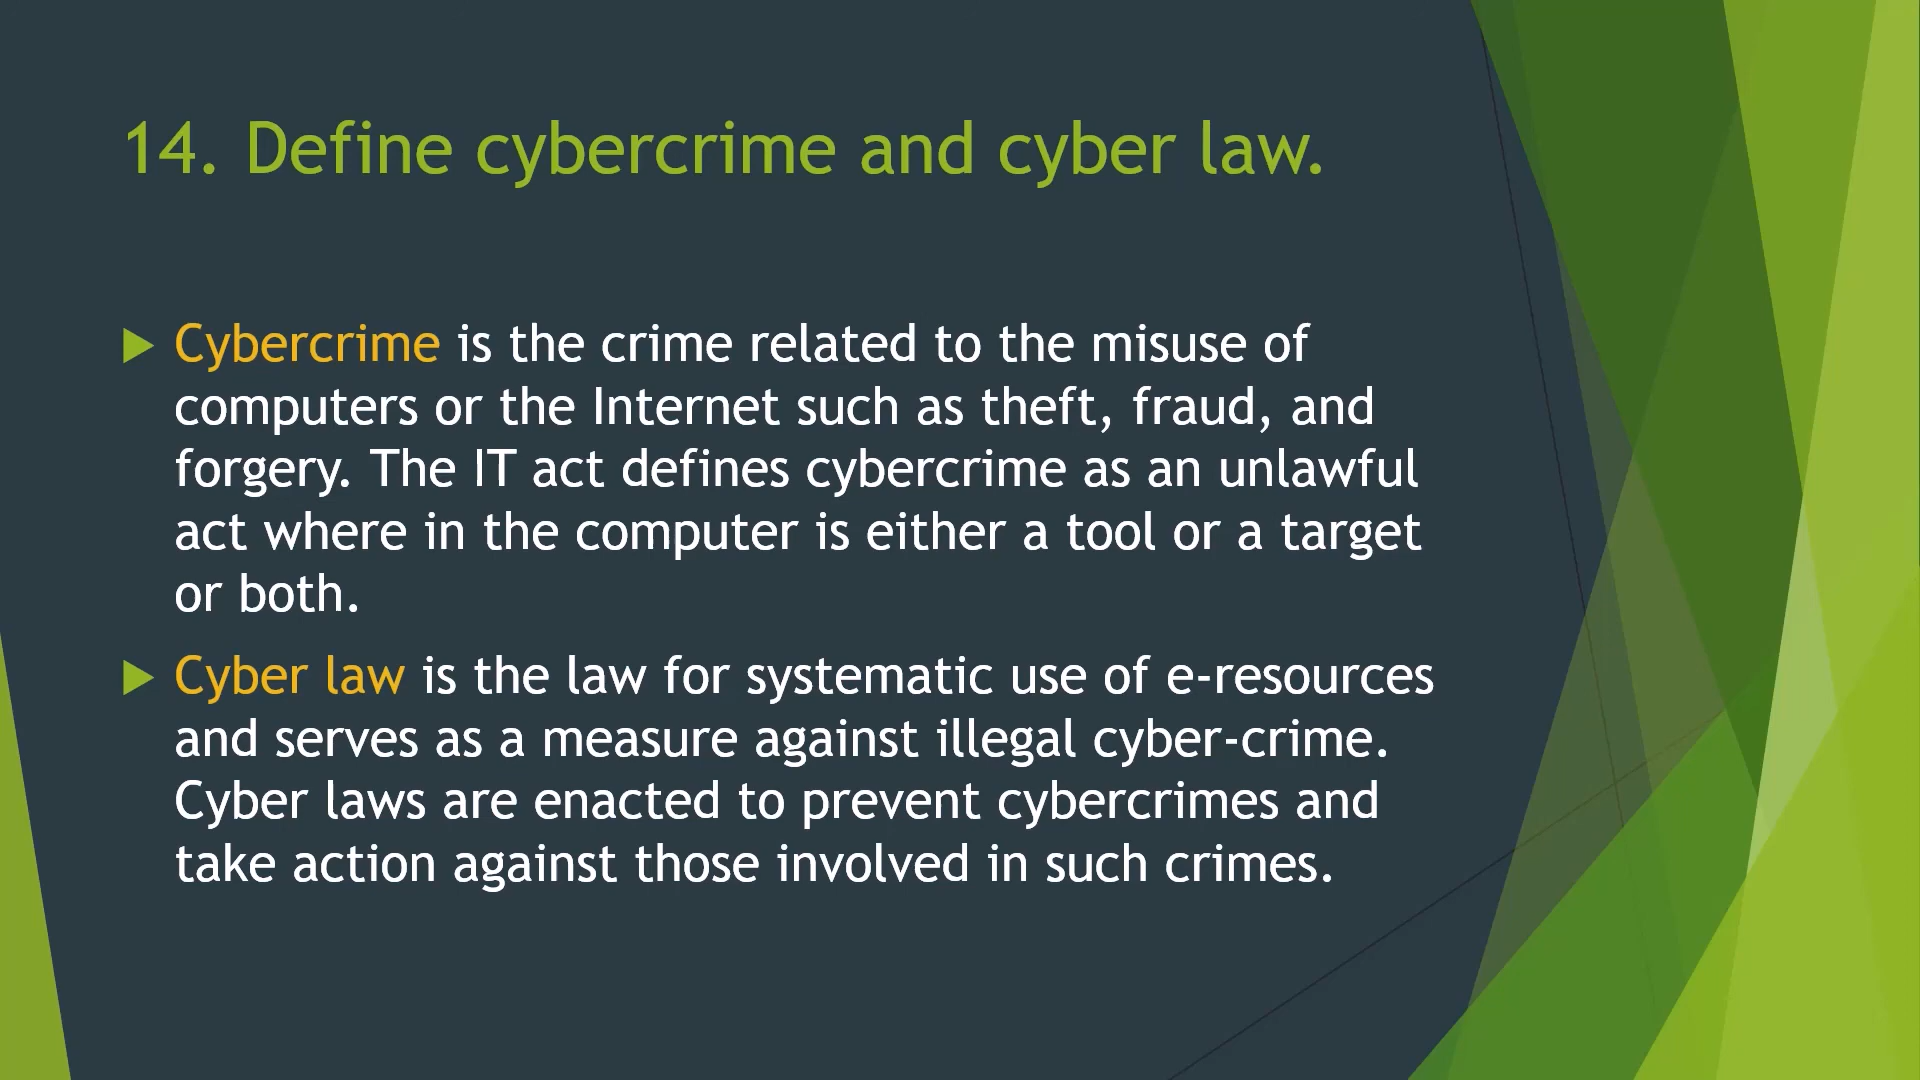 14. Define cybercrime and cyber law.
Cybercrime is the crime related to the misuse of
computers or the Internet such as theft, fraud, and
forgery. The IT act defines cybercrime as an unlawful
act where in the computer is either a tool or a target
or both.
Cyber law is the law for systematic use of e-resources
and serves as a measure against illegal cyber-crime.
Cyber laws are enacted to prevent cybercrimes and
take action against those involved in such crimes.